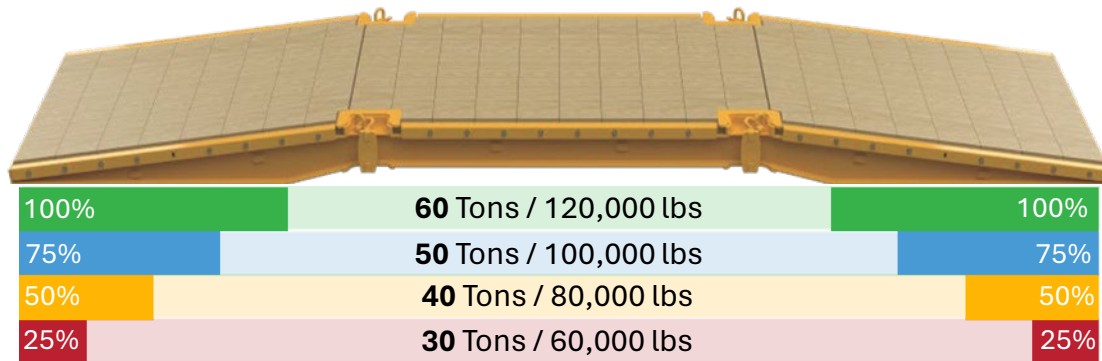 100% 60 Tons / 120,000 lbs 100%
75% 50 Tons / 100,000 lbs 75%
50% 40 Tons / 80,000 lbs 50%
25% 30 Tons / 60,000 lbs 25%